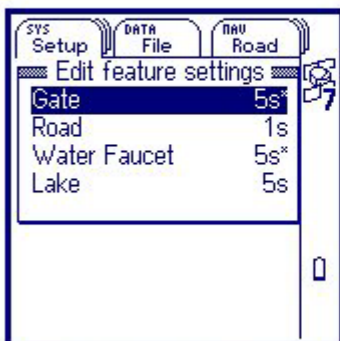 SYS DATA NAV
Setup File Road
Edit feature settings
Gate 5s*
Road 1s
Water Faucet 5s*
Lake 5s
7